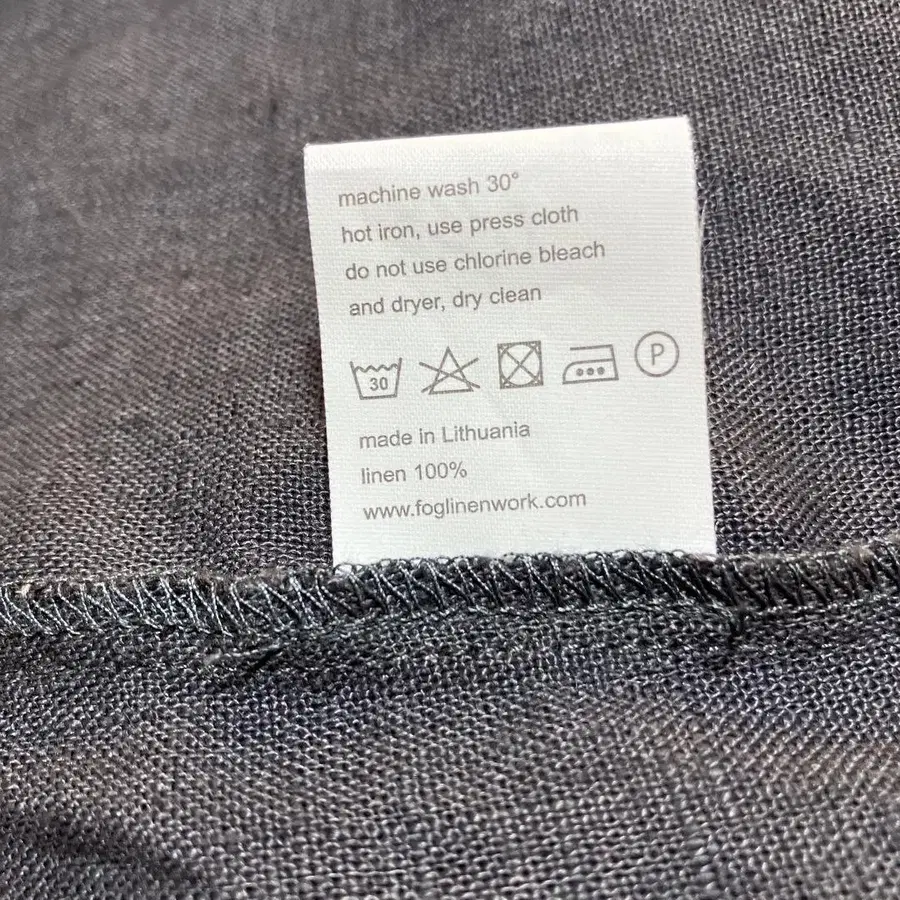 machine wash 30°
hot iron, use press cloth
do not use chlorine bleach
and dryer, dry clean
30 P
made in Lithuania
linen 100%
www.foglinenwork.com